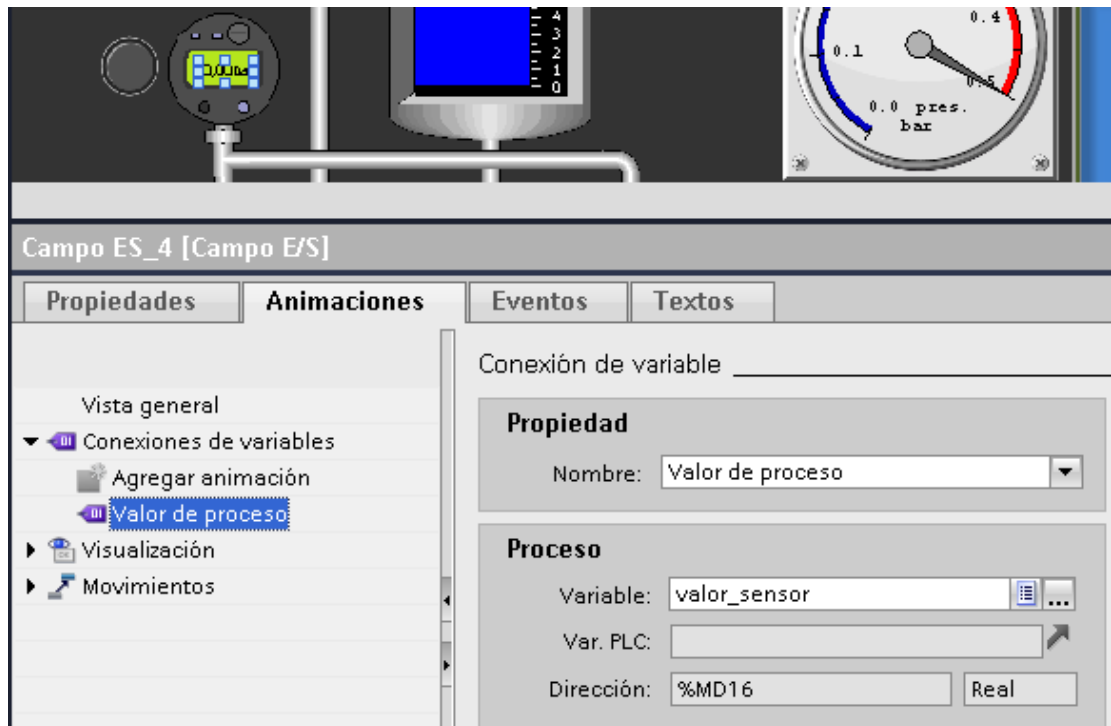 4
3
2
1
0
0.4
0.1
0.5
0.0 pres.
bar
Campo ES_4 [Campo E/S]
Propiedades Animaciones Eventos Textos
Conexión de variable
Vista general
Conexiones de variables
Agregar animación
Valor de proceso
Visualización
Movimientos
Propiedad
Nombre: Valor de proceso
Proceso
Variable: valor_sensor ...
Var. PLC:
Dirección: %MD16 Real